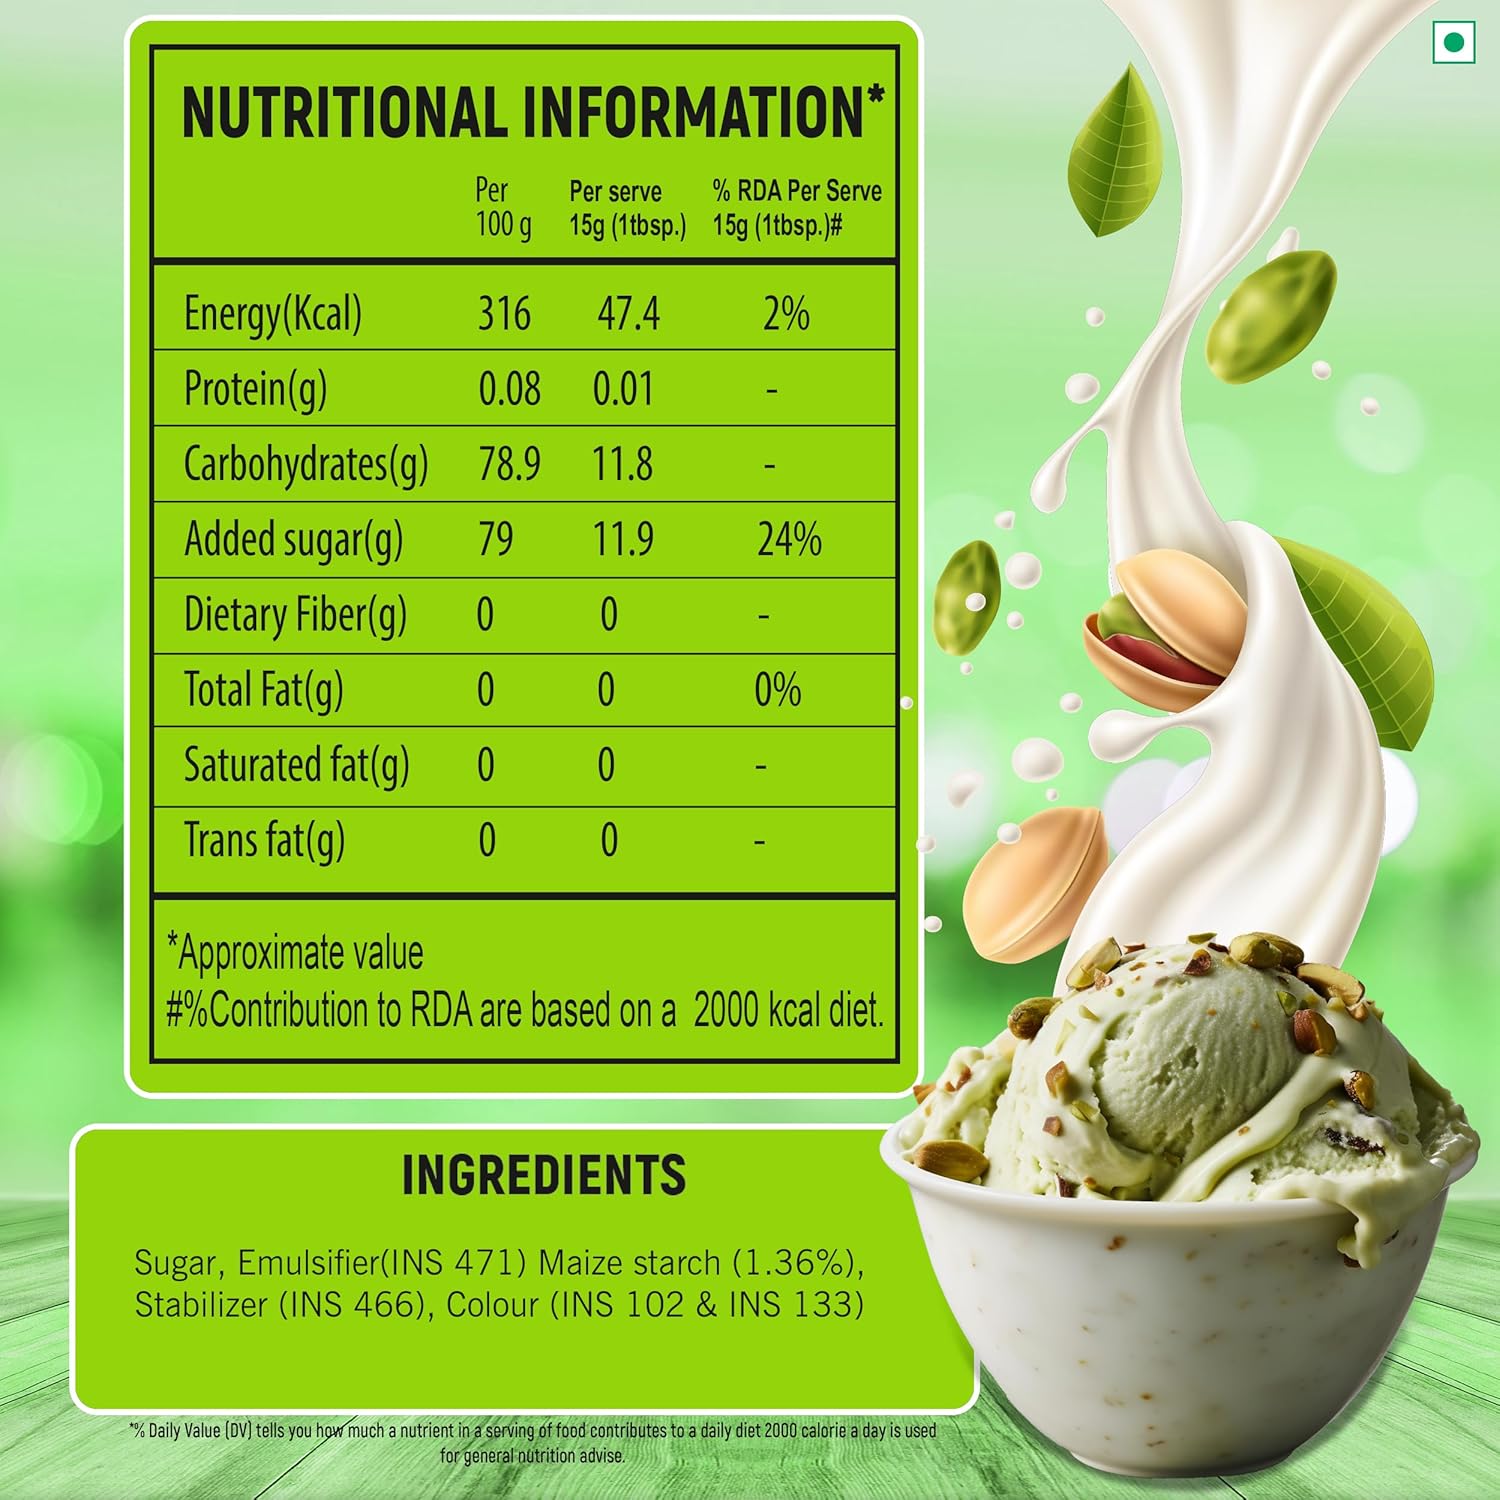 NUTRITIONAL INFORMATION*
Per 100 g Per serve 15g (1tbsp.) % RDA Per Serve 15g (1tbsp.)#
Energy(Kcal) 316 47.4 2%
Protein(g) 0.08 0.01 -
Carbohydrates(g) 78.9 11.8 -
Added sugar(g) 79 11.9 24%
Dietary Fiber(g) 0 0 -
Total Fat(g) 0 0 0%
Saturated fat(g) 0 0 -
Trans fat(g) 0 0 -
*Approximate value
#%Contribution to RDA are based on a 2000 kcal diet.
INGREDIENTS
Sugar, Emulsifier(INS 471) Maize starch (1.36%),
Stabilizer (INS 466), Colour (INS 102 & INS 133)
*% Daily Value (DV) tells you how much a nutrient in a serving of food contributes to a daily diet 2000 calorie a day is used
for general nutrition advise.